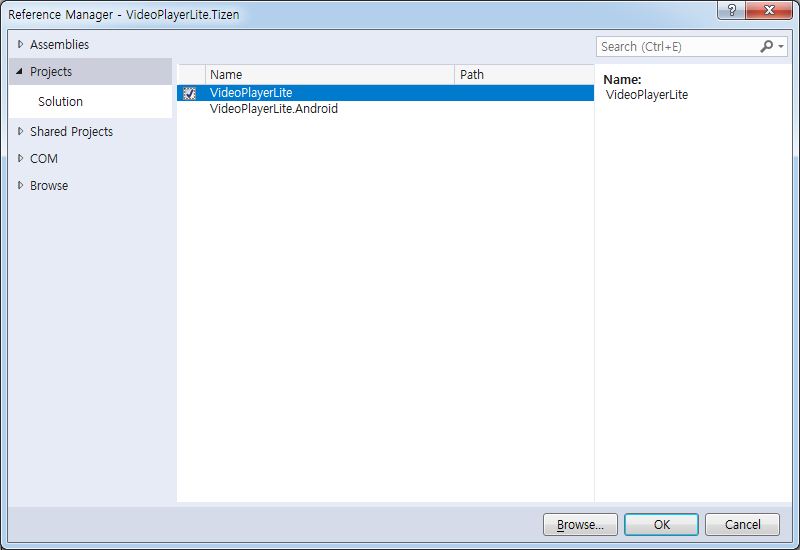 Reference Manager - VideoPlayerLite.Tizen
Assemblies
Projects
Solution
Shared Projects
COM
Browse
Name Path
VideoPlayerLite
VideoPlayerLite.Android
Search (Ctrl+E)
Name:
VideoPlayerLite
Browse...
OK
Cancel